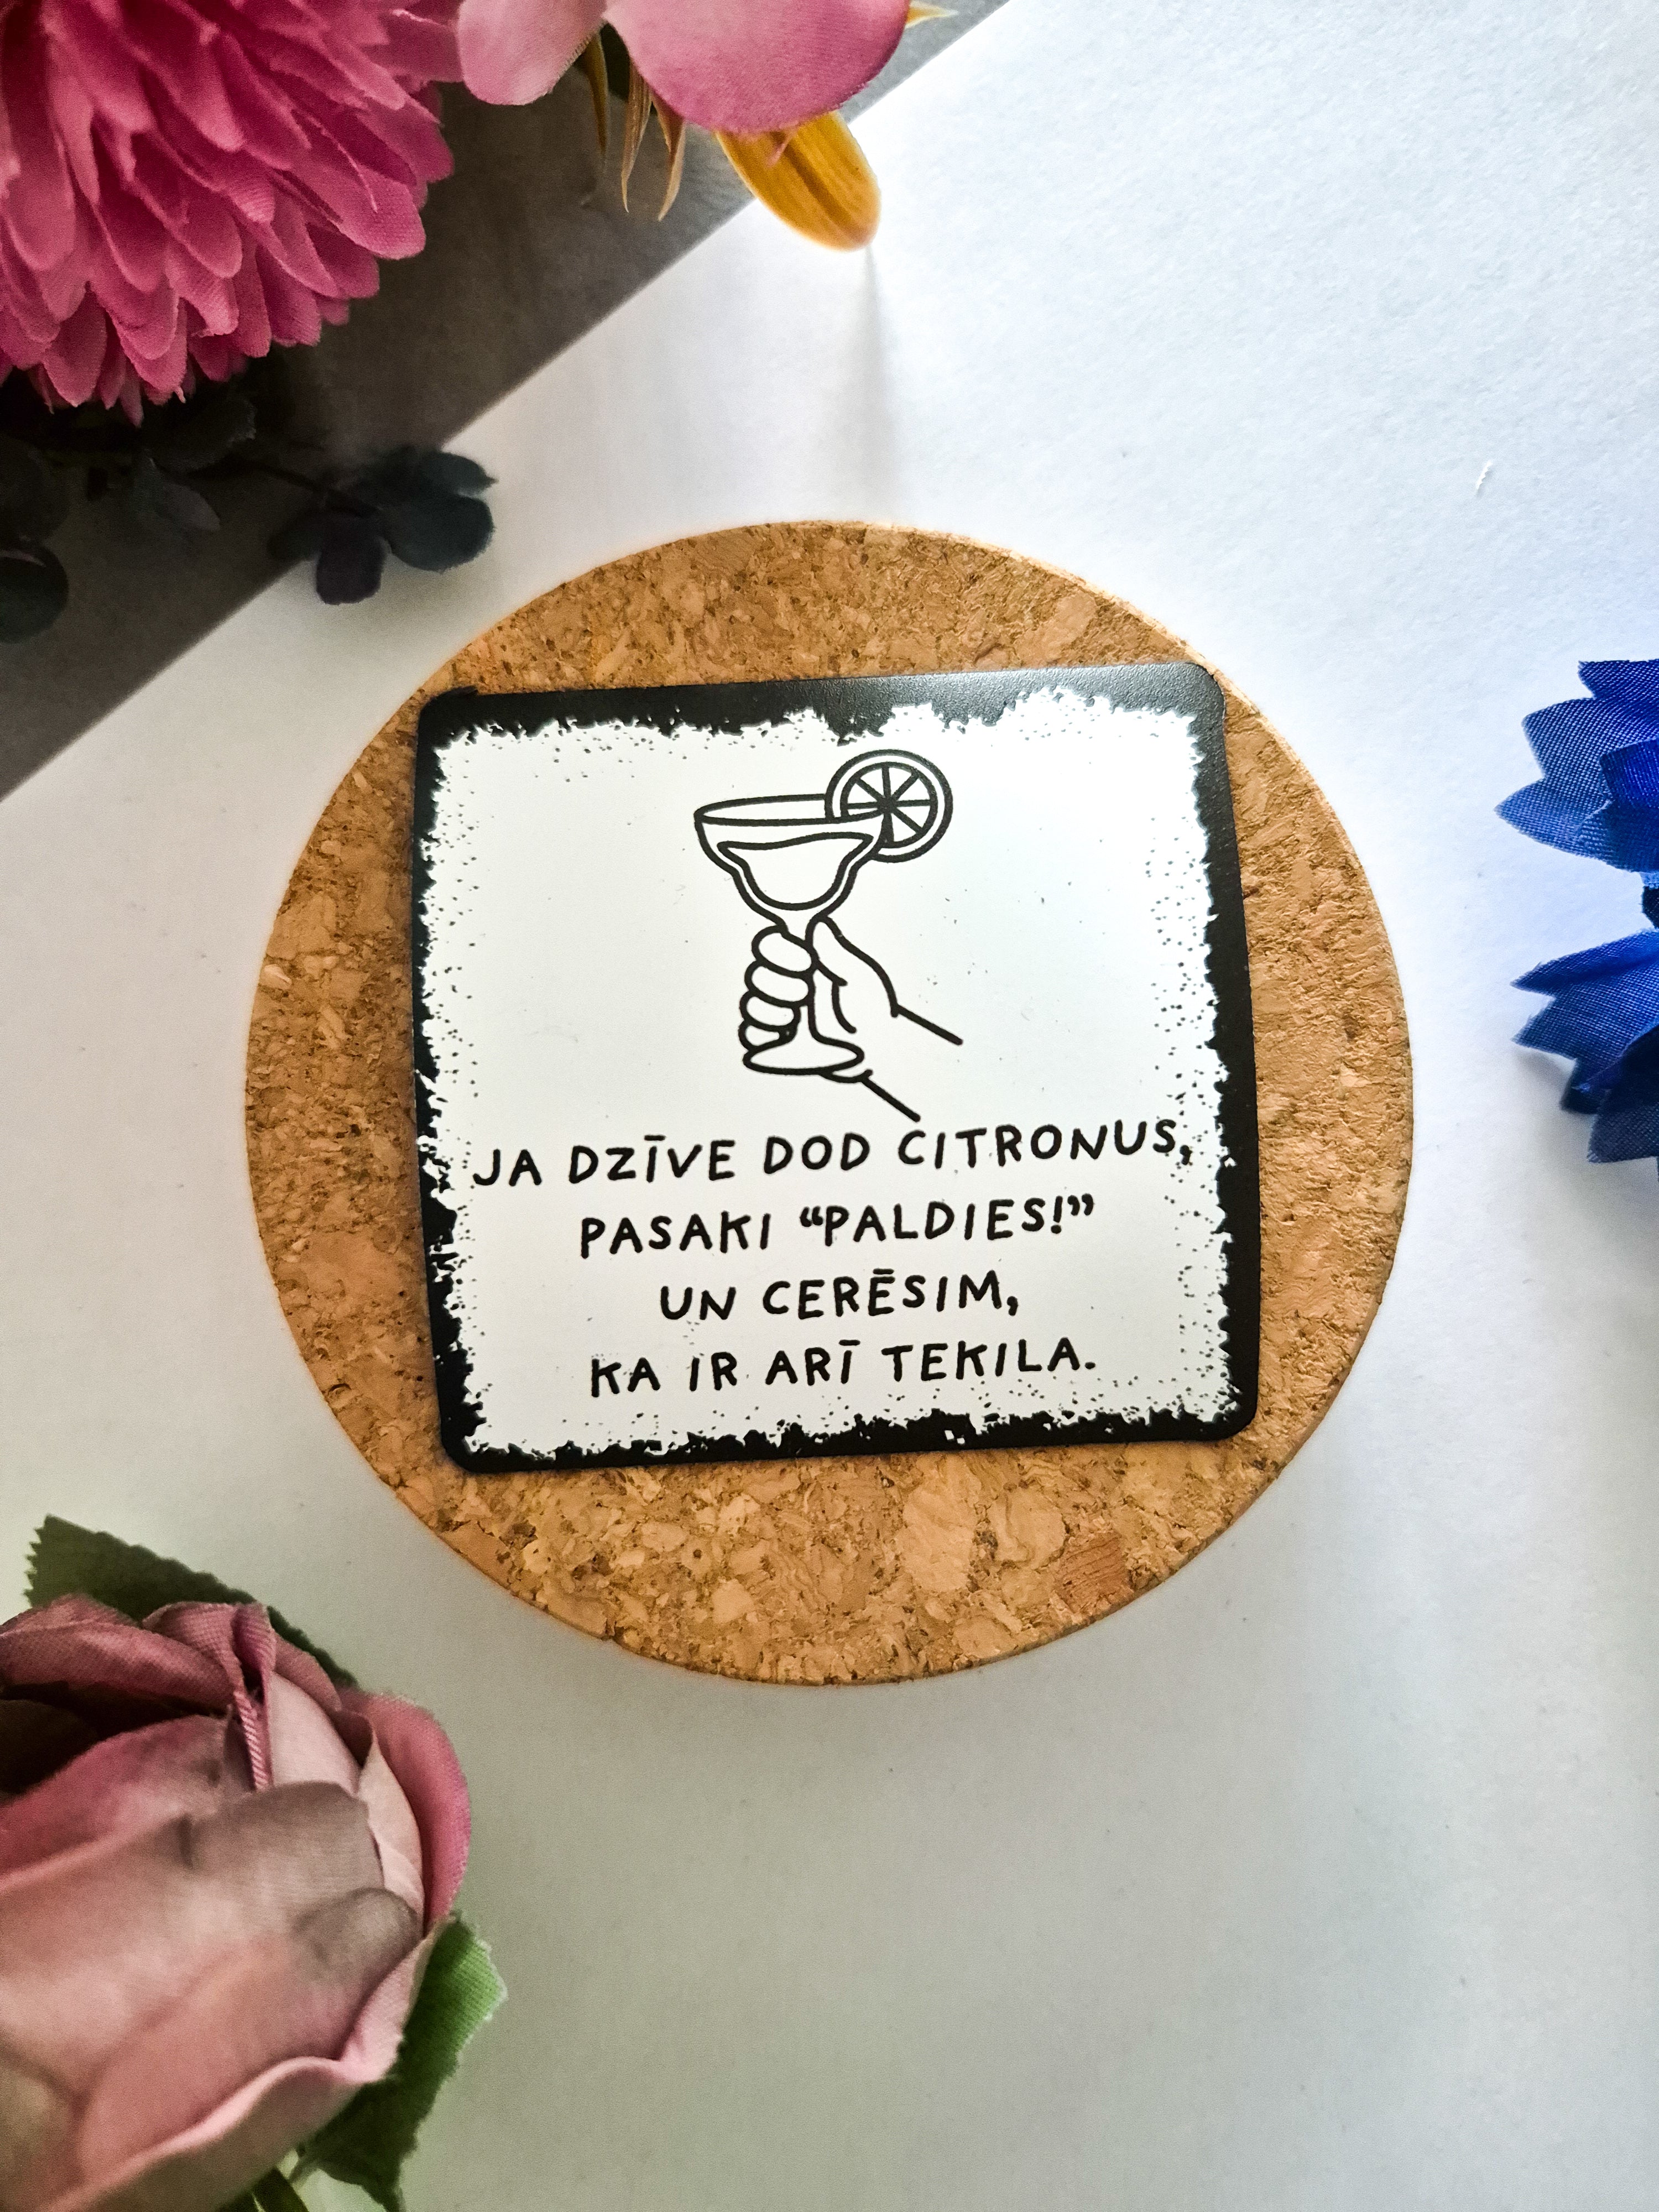 JA DZĪVE DOD CITRONUS,
PASAKI “PALDIES!”
UN CERĒSIM,
KA IR ARĪ TEKILA.